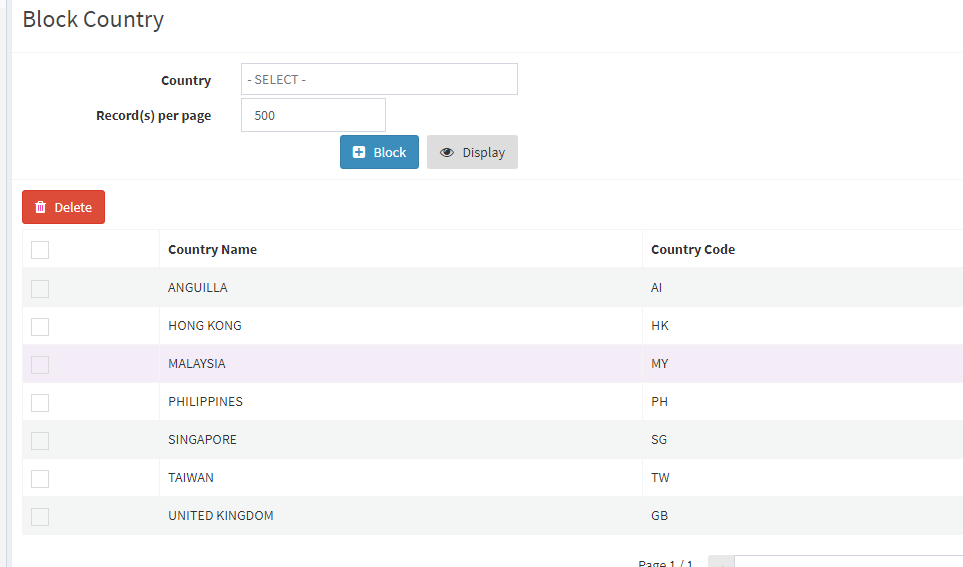 Block Country
Country
- SELECT -
Record(s) per page
500
Block
Display
Delete
Country Name Country Code
ANGUILLA AI
HONG KONG HK
MALAYSIA MY
PHILIPPINES PH
SINGAPORE SG
TAIWAN TW
UNITED KINGDOM GB
Page 1 / 1